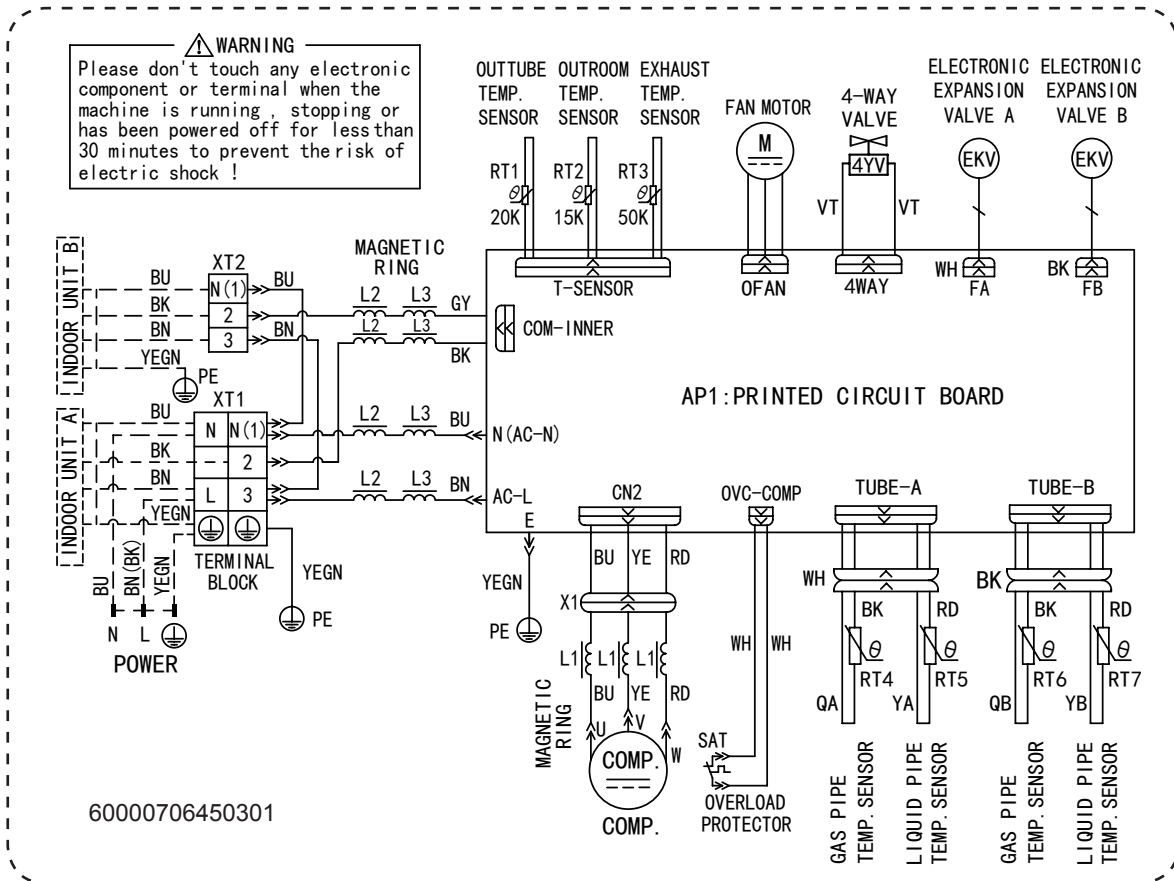 WARNING
Please don't touch any electronic
component or terminal when the
machine is running , stopping or
has been powered off for less than
30 minutes to prevent the risk of
electric shock !
OUTTUBE
TEMP.
SENSOR
OUTROOM
TEMP.
SENSOR
EXHAUST
TEMP.
SENSOR
FAN MOTOR
4-WAY
VALVE
ELECTRONIC
EXPANSION
VALVE A
ELECTRONIC
EXPANSION
VALVE B
RT1
θ
20K
RT2
θ
15K
RT3
θ
50K
M
4YV
VT
VT
EKV
EKV
T-SENSOR
OFAN
4WAY
WH
FA
BK
FB
INDOOR UNIT B
BU
BK
BN
YEGN
PE
XT2
N(1)
2
3
BU
BN
MAGNETIC
RING
L2
L3
GY
L2
L3
BK
COM-INNER
AP1:PRINTED CIRCUIT BOARD
INDOOR UNIT A
BU
BK
BN
YEGN
XT1
N
N(1)
2
L
3
TERMINAL
BLOCK
L2
L3
BU
N(AC-N)
L2
L3
BN
AC-L
BU
BN(BK)
YEGN
N
L
POWER
YEGN
PE
E
YEGN
PE
CN2
BU
YE
RD
X1
L1
L1
L1
BU
YE
RD
MAGNETIC
RING
U
V
W
COMP.
COMP.
OVC-COMP
WH
WH
SAT
OVERLOAD
PROTECTOR
TUBE-A
WH
BK
RD
θ
RT4
θ
RT5
QA
YA
GAS PIPE
TEMP. SENSOR
LIQUID PIPE
TEMP. SENSOR
TUBE-B
BK
BK
RD
θ
RT6
θ
RT7
QB
YB
GAS PIPE
TEMP. SENSOR
LIQUID PIPE
TEMP. SENSOR
60000706450301